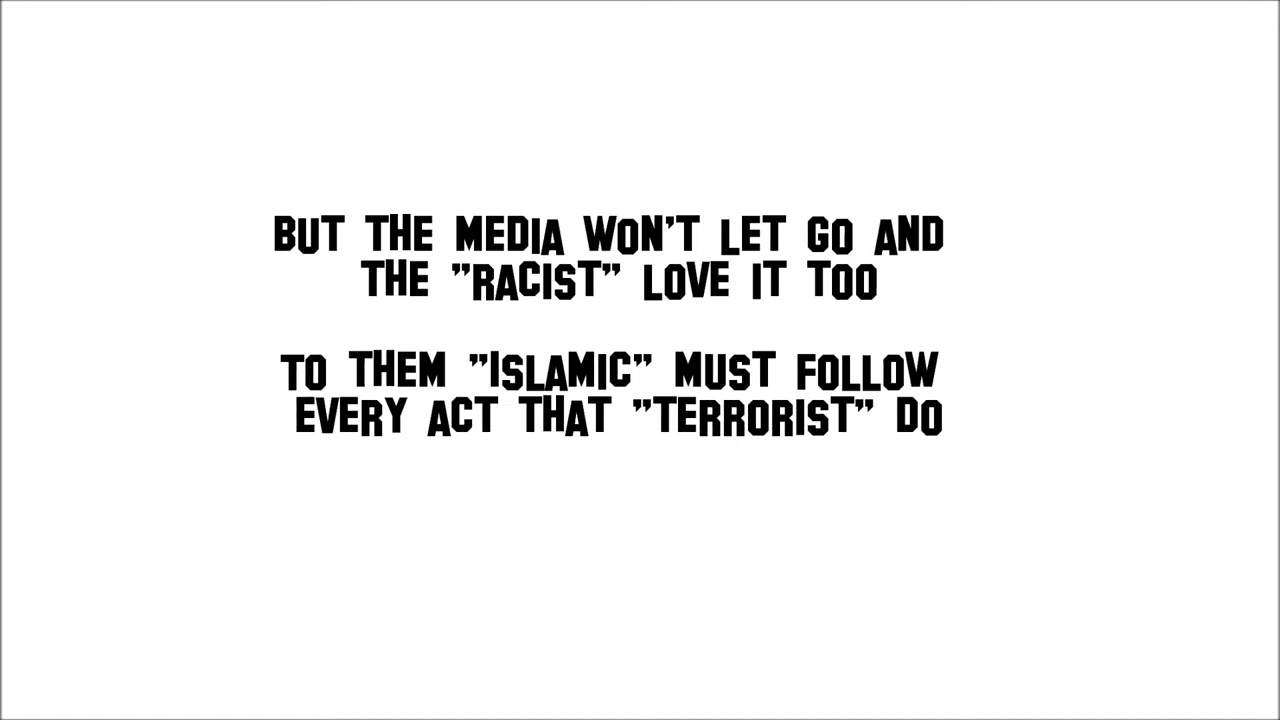 BUT THE MEDIA WON'T LET GO AND
THE "RACIST" LOVE IT TOO
TO THEM "ISLAMIC" MUST FOLLOW
EVERY ACT THAT "TERRORIST" DO